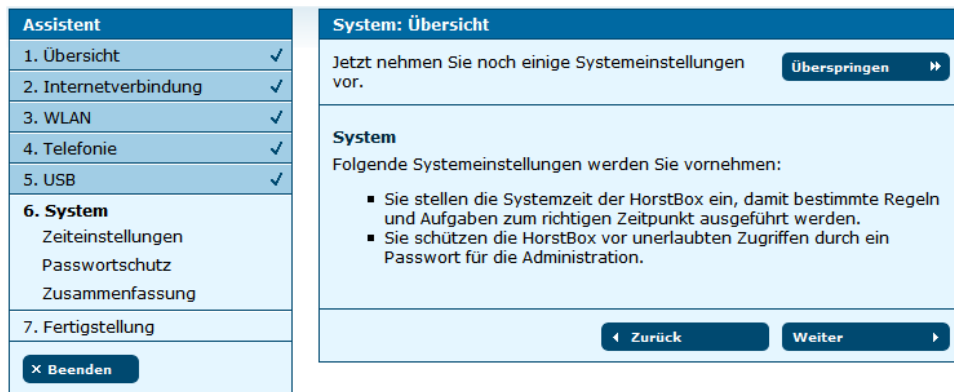 Assistent
1. Übersicht
2. Internetverbindung
3. WLAN
4. Telefonie
5. USB
6. System
Zeiteinstellungen
Passwortschutz
Zusammenfassung
7. Fertigstellung
× Beenden
System: Übersicht
Jetzt nehmen Sie noch einige Systemeinstellungen
vor.
Überspringen
System
Folgende Systemeinstellungen werden Sie vornehmen:
Sie stellen die Systemzeit der HorstBox ein, damit bestimmte Regeln
und Aufgaben zum richtigen Zeitpunkt ausgeführt werden.
Sie schützen die HorstBox vor unerlaubten Zugriffen durch ein
Passwort für die Administration.
Zurück
Weiter